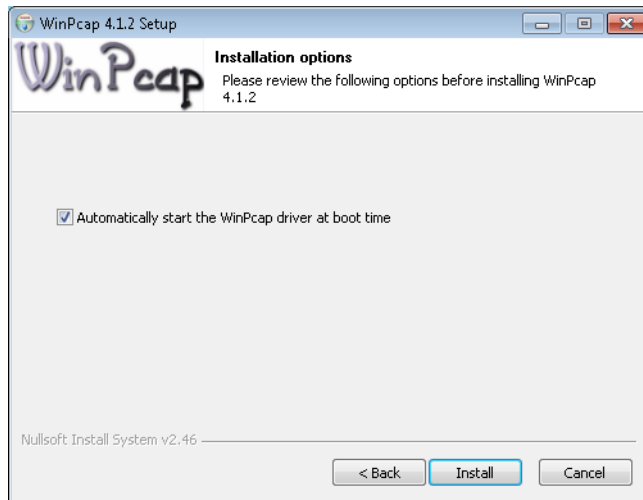 WinPcap 4.1.2 Setup
WinPcap
Installation options
Please review the following options before installing WinPcap
4.1.2
Automatically start the WinPcap driver at boot time
Nullsoft Install System v2.46
< Back
Install
Cancel